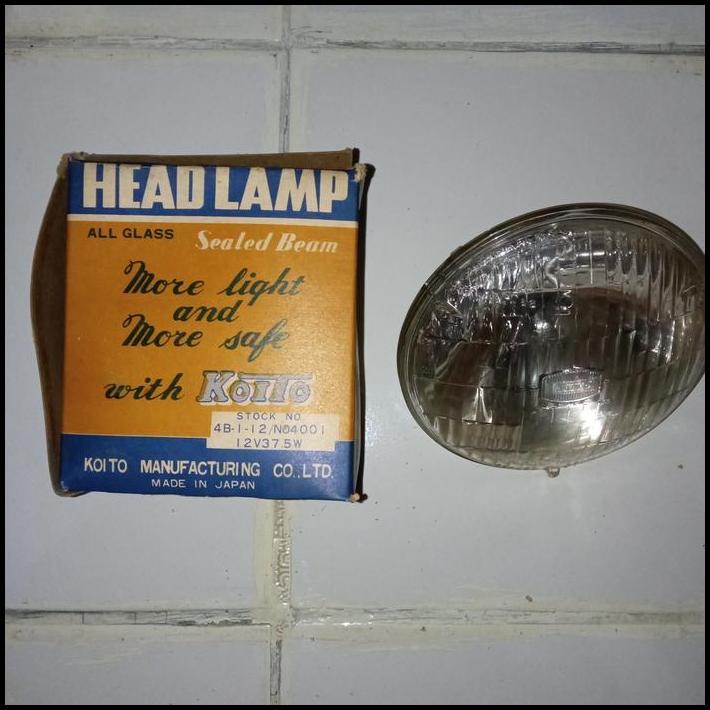 HEAD LAMP
ALL GLASS Sealed Beam
More light
and
More safe
with KOITO
STOCK NO.
4B-1-12/N04001
12V37.5W
KOITO MANUFACTURING CO.,LTD.
MADE IN JAPAN